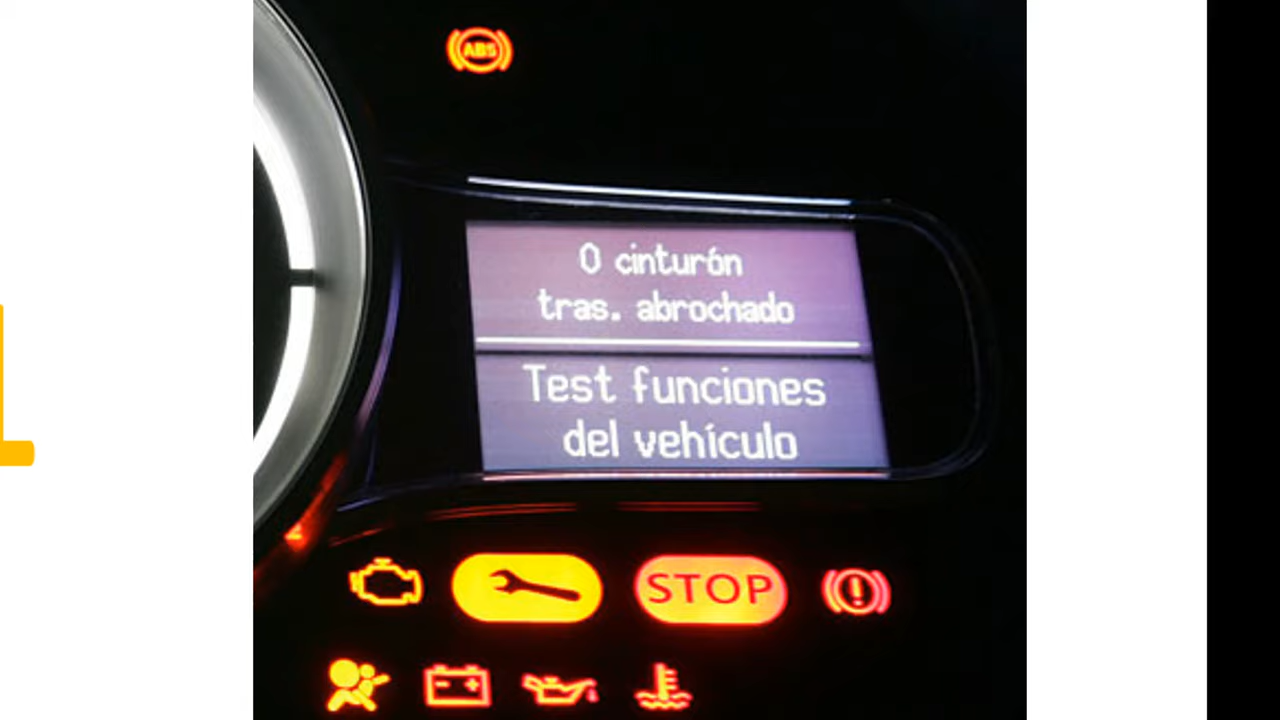 ABS
0 cinturón
tras. abrochado
Test funciones
del vehículo
STOP